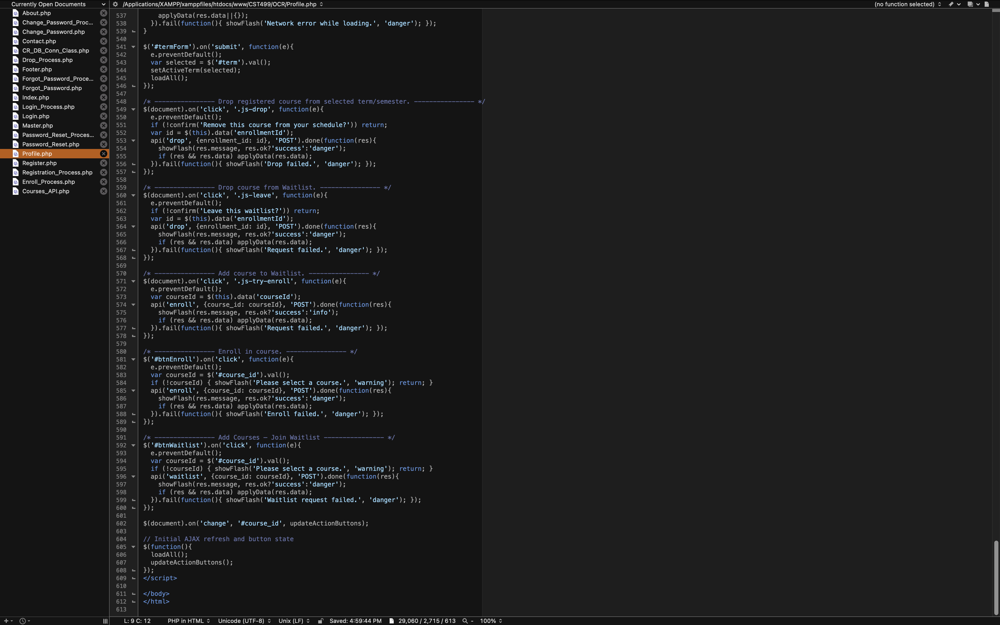 Currently Open Documents
/Applications/XAMPP/xamppfiles/htdocs/www/CST499/OCR/Profile.php
(no function selected)
About.php
Change_Password_Proc...
Change_Password.php
Contact.php
CR_DB_Conn_Class.php
Drop_Process.php
Footer.php
Forgot_Password_Proce...
Forgot_Password.php
Index.php
Login_Process.php
Login.php
Master.php
Password_Reset_Proces...
Password_Reset.php
Profile.php
Register.php
Registration_Process.php
Enroll_Process.php
Courses_API.php
537 applyData(res.data||{});
538 }).fail(function(){ showFlash('Network error while loading.', 'danger'); });
539 }
540
541 $('#termForm').on('submit', function(e){
542 e.preventDefault();
543 var selected = $('#term').val();
544 setActiveTerm(selected);
545 loadAll();
546 });
547
548 /* ---------------- Drop registered course from selected term/semester. ---------------- */
549 $(document).on('click', '.js-drop', function(e){
550 e.preventDefault();
551 if (!confirm('Remove this course from your schedule?')) return;
552 var id = $(this).data('enrollmentId');
553 api('drop', {enrollment_id: id}, 'POST').done(function(res){
554 showFlash(res.message, res.ok?'success':'danger');
555 if (res && res.data) applyData(res.data);
556 }).fail(function(){ showFlash('Drop failed.', 'danger'); });
557 });
558
559 /* ---------------- Drop course from Waitlist. ---------------- */
560 $(document).on('click', '.js-leave', function(e){
561 e.preventDefault();
562 if (!confirm('Leave this waitlist?')) return;
563 var id = $(this).data('enrollmentId');
564 api('drop', {enrollment_id: id}, 'POST').done(function(res){
565 showFlash(res.message, res.ok?'success':'danger');
566 if (res && res.data) applyData(res.data);
567 }).fail(function(){ showFlash('Request failed.', 'danger'); });
568 });
569
570 /* ---------------- Add course to Waitlist. ---------------- */
571 $(document).on('click', '.js-try-enroll', function(e){
572 e.preventDefault();
573 var courseId = $(this).data('courseId');
574 api('enroll', {course_id: courseId}, 'POST').done(function(res){
575 showFlash(res.message, res.ok?'success':'info');
576 if (res && res.data) applyData(res.data);
577 }).fail(function(){ showFlash('Request failed.', 'danger'); });
578 });
579
580 /* ---------------- Enroll in course. ---------------- */
581 $('#btnEnroll').on('click', function(e){
582 e.preventDefault();
583 var courseId = $('#course_id').val();
584 if (!courseId) { showFlash('Please select a course.', 'warning'); return; }
585 api('enroll', {course_id: courseId}, 'POST').done(function(res){
586 showFlash(res.message, res.ok?'success':'danger');
587 if (res && res.data) applyData(res.data);
588 }).fail(function(){ showFlash('Enroll failed.', 'danger'); });
589 });
590
591 /* ---------------- Add Courses – Join Waitlist ---------------- */
592 $('#btnWaitlist').on('click', function(e){
593 e.preventDefault();
594 var courseId = $('#course_id').val();
595 if (!courseId) { showFlash('Please select a course.', 'warning'); return; }
596 api('waitlist', {course_id: courseId}, 'POST').done(function(res){
597 showFlash(res.message, res.ok?'success':'danger');
598 if (res && res.data) applyData(res.data);
599 }).fail(function(){ showFlash('Waitlist request failed.', 'danger'); });
600 });
601
602 $(document).on('change', '#course_id', updateActionButtons);
603
604 // Initial AJAX refresh and button state
605 $(function(){
606 loadAll();
607 updateActionButtons();
608 });
609 </script>
610
611 </body>
612 </html>
613
L: 9 C: 12 PHP in HTML Unicode (UTF-8) Unix (LF) Saved: 4:59:44 PM 29,060 / 2,715 / 613 - 100%